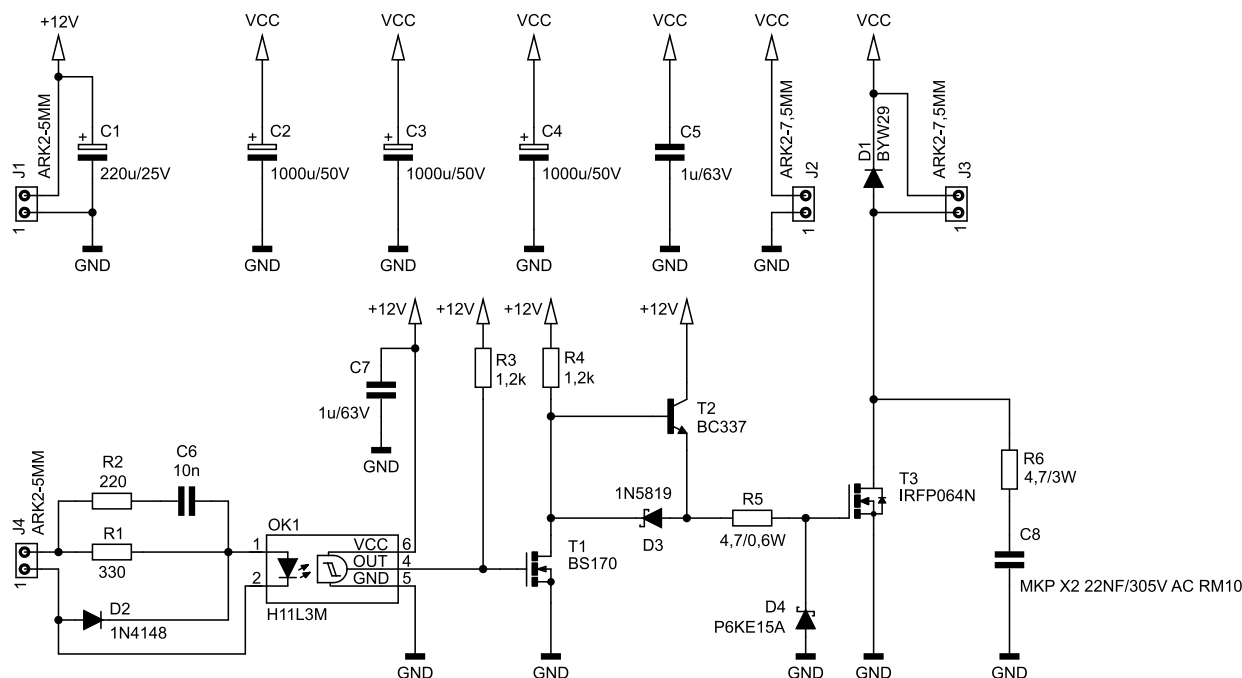 +12V
VCC
VCC
VCC
VCC
VCC
VCC
J1
ARK2-5MM
1
+
C1
220u/25V
GND
+
C2
1000u/50V
GND
+
C3
1000u/50V
GND
+
C4
1000u/50V
GND
C5
1u/63V
GND
ARK2-7,5MM
J2
1
GND
D1
BYW29
ARK2-7,5MM
J3
1
+12V
+12V
+12V
+12V
C7
1u/63V
GND
R3
1,2k
R4
1,2k
T2
BC337
J4
ARK2-5MM
1
R2
220
C6
10n
R1
330
D2
1N4148
OK1
1
2
VCC
OUT
GND
6
4
5
H11L3M
GND
T1
BS170
GND
1N5819
D3
R5
4,7/0,6W
D4
P6KE15A
GND
T3
IRFP064N
GND
R6
4,7/3W
C8
MKP X2 22NF/305V AC RM10
GND